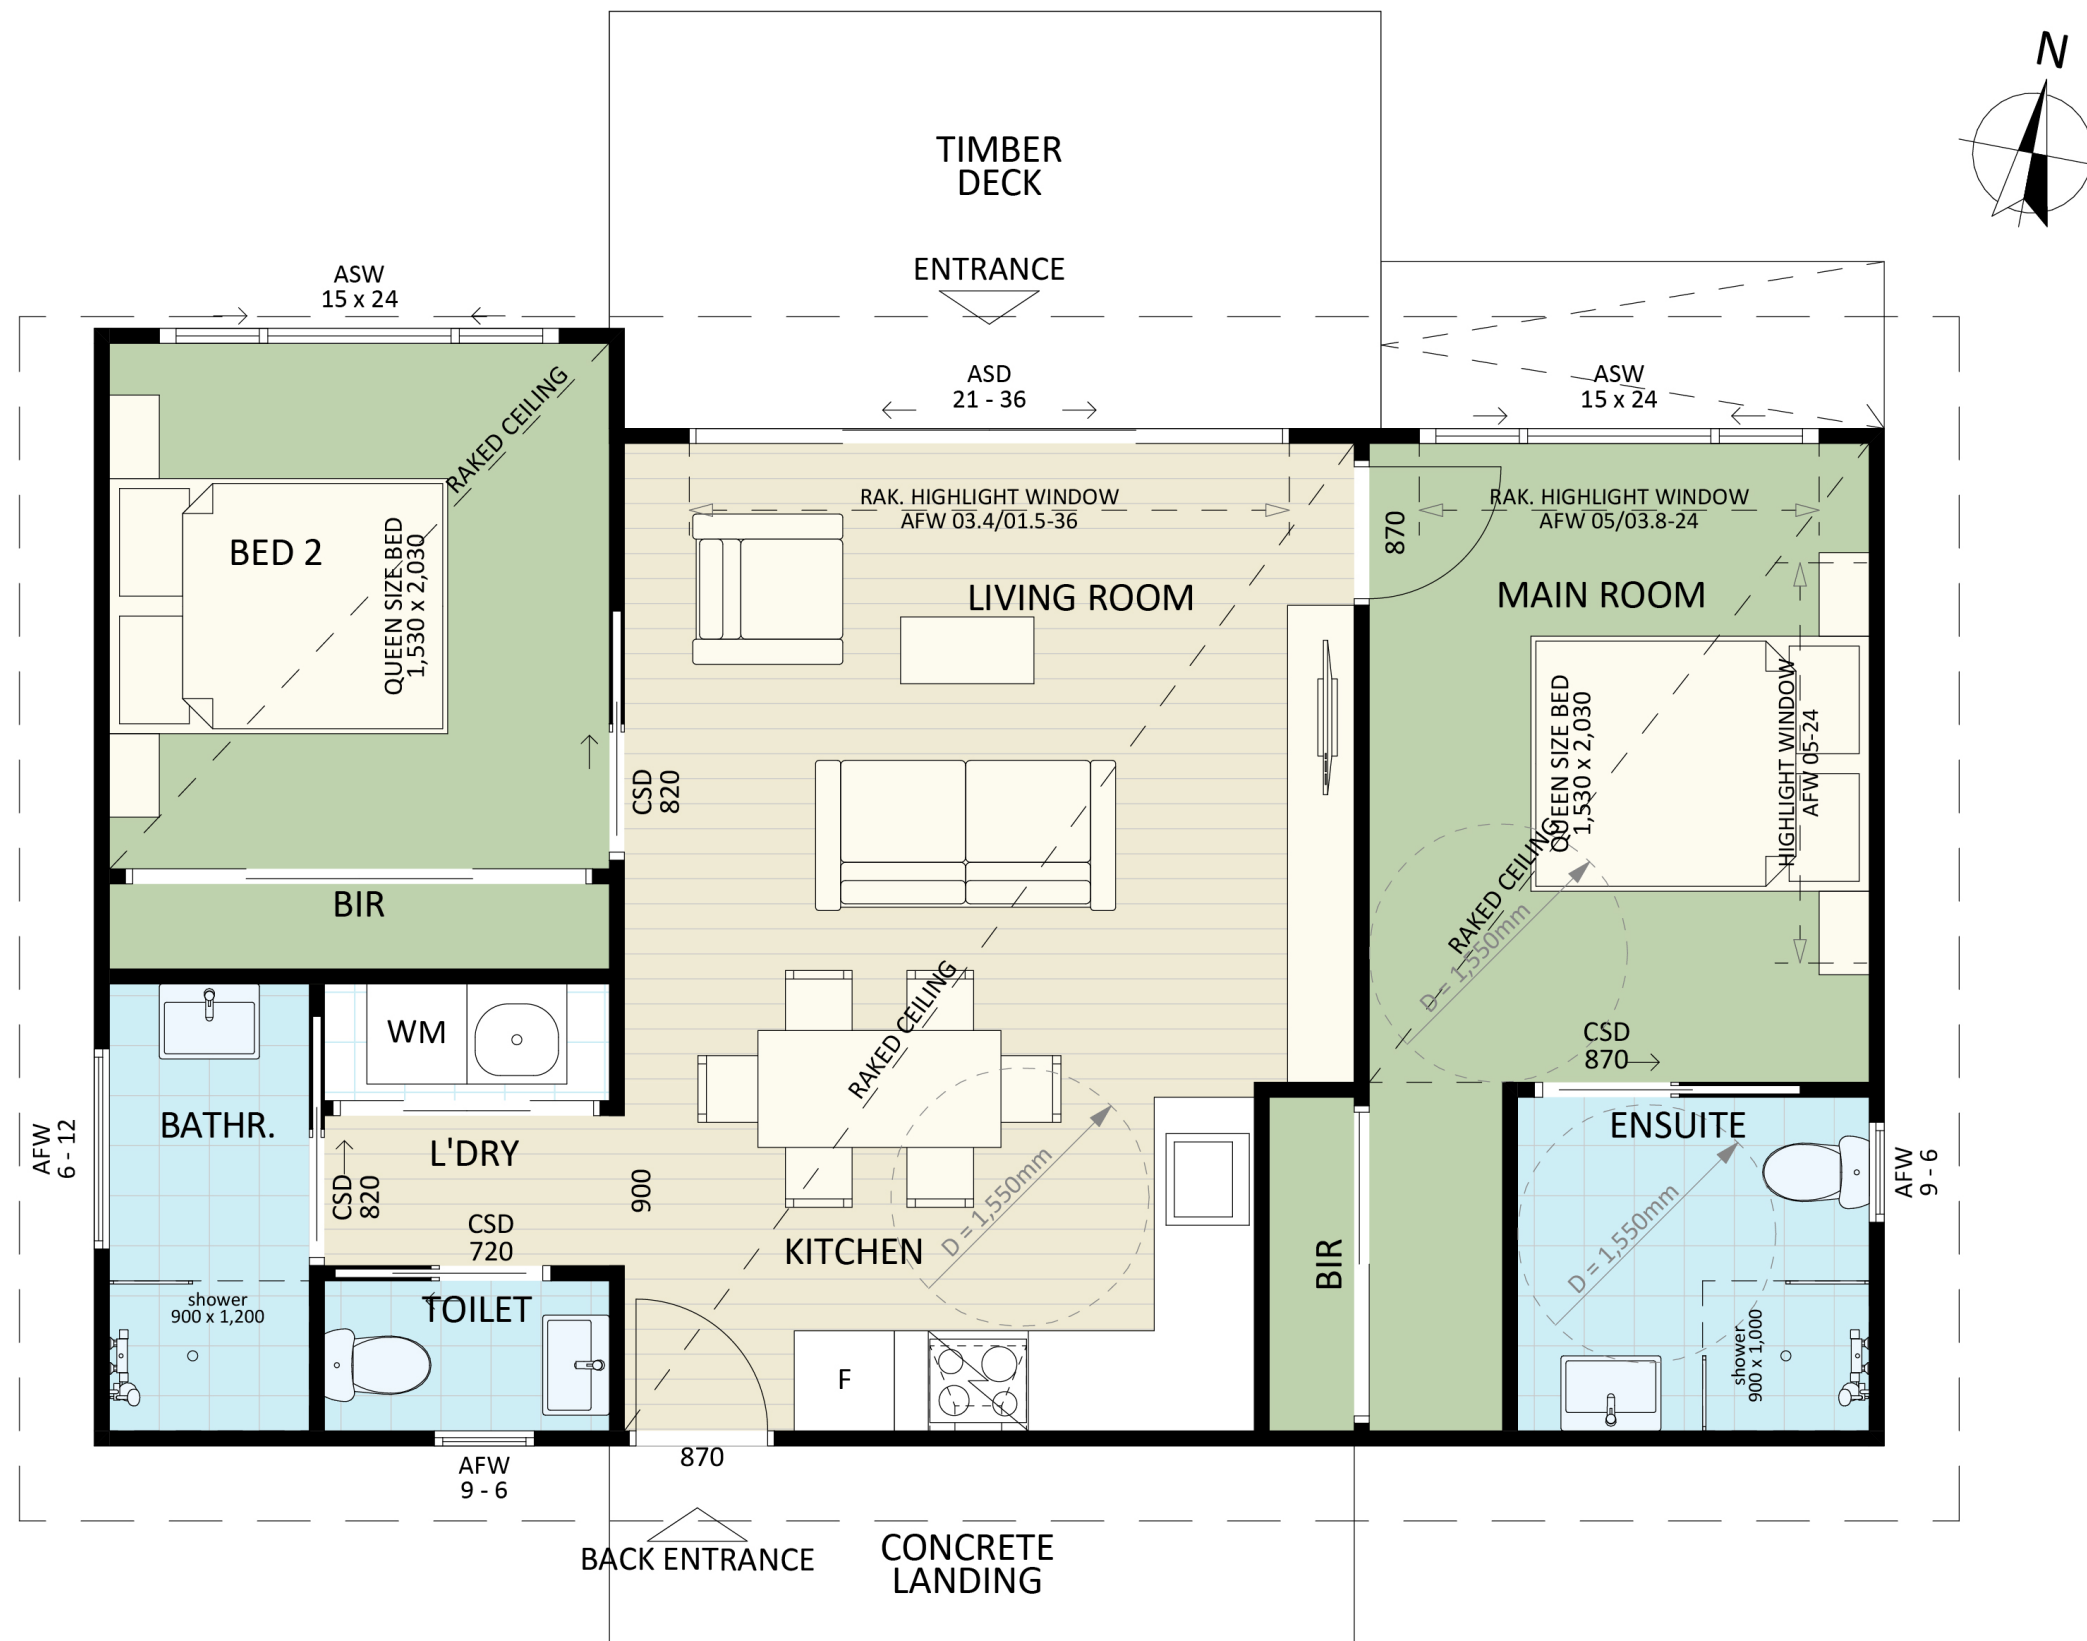 N
TIMBER
DECK
ENTRANCE
ASW
15 x 24
ASD
21 - 36
ASW
15 x 24
RAKED CEILING
RAK. HIGHLIGHT WINDOW
AFW 03.4/01.5-36
RAK. HIGHLIGHT WINDOW
AFW 05/03.8-24
870
BED 2
QUEEN SIZE BED
1,530 x 2,030
LIVING ROOM
MAIN ROOM
QUEEN SIZE BED
1,530 x 2,030
HIGHLIGHT WINDOW
AFW 05-24
CSD
820
RAKED CEILING
D = 1,550mm
BIR
RAKED CEILING
WM
CSD
870
BATHR.
AFW
6 - 12
L'DRY
CSD
820
900
D = 1,550mm
ENSUITE
AFW
9 - 6
CSD
720
KITCHEN
BIR
D = 1,550mm
shower
900 x 1,200
TOILET
F
shower
900 x 1,000
870
AFW
9 - 6
BACK ENTRANCE
CONCRETE
LANDING